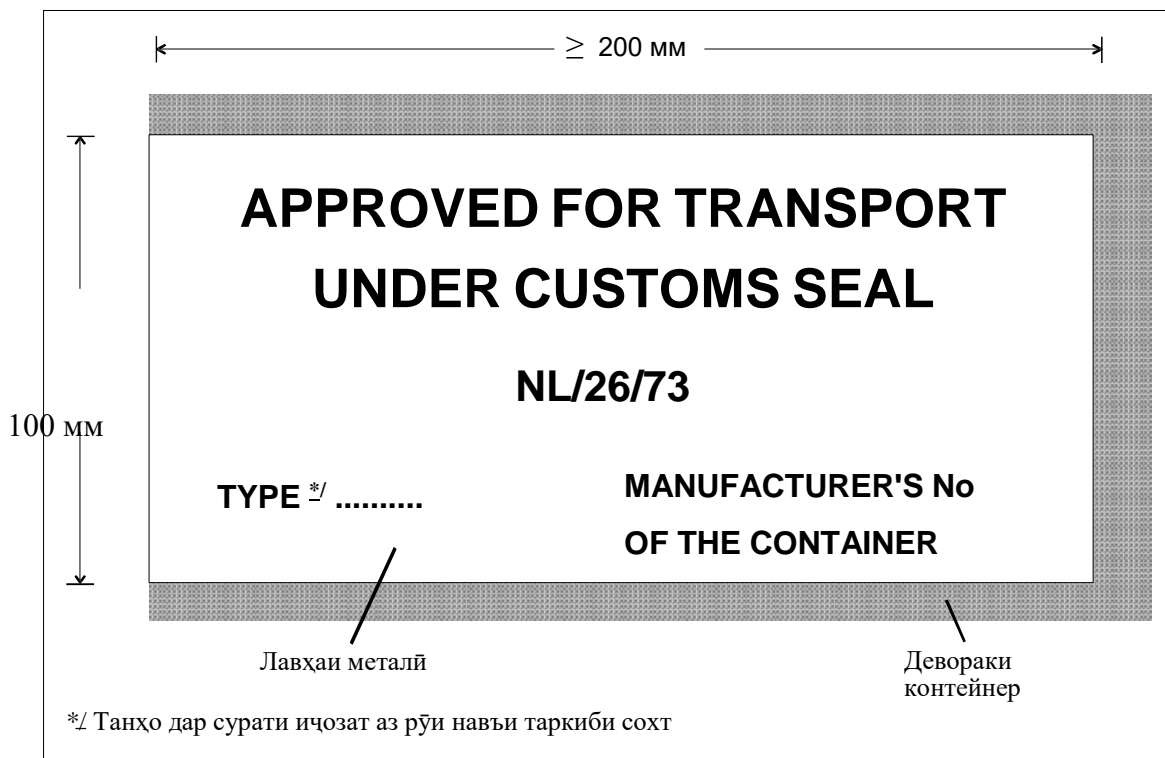 ≥ 200 мм
APPROVED FOR TRANSPORT
UNDER CUSTOMS SEAL
NL/26/73
100 мм
TYPE */ ..........
MANUFACTURER'S No
OF THE CONTAINER
Лавҳаи металӣ
Девораки
контейнер
*/ Танҳо дар сурати иҷозат аз рӯи навъи таркиби сохт